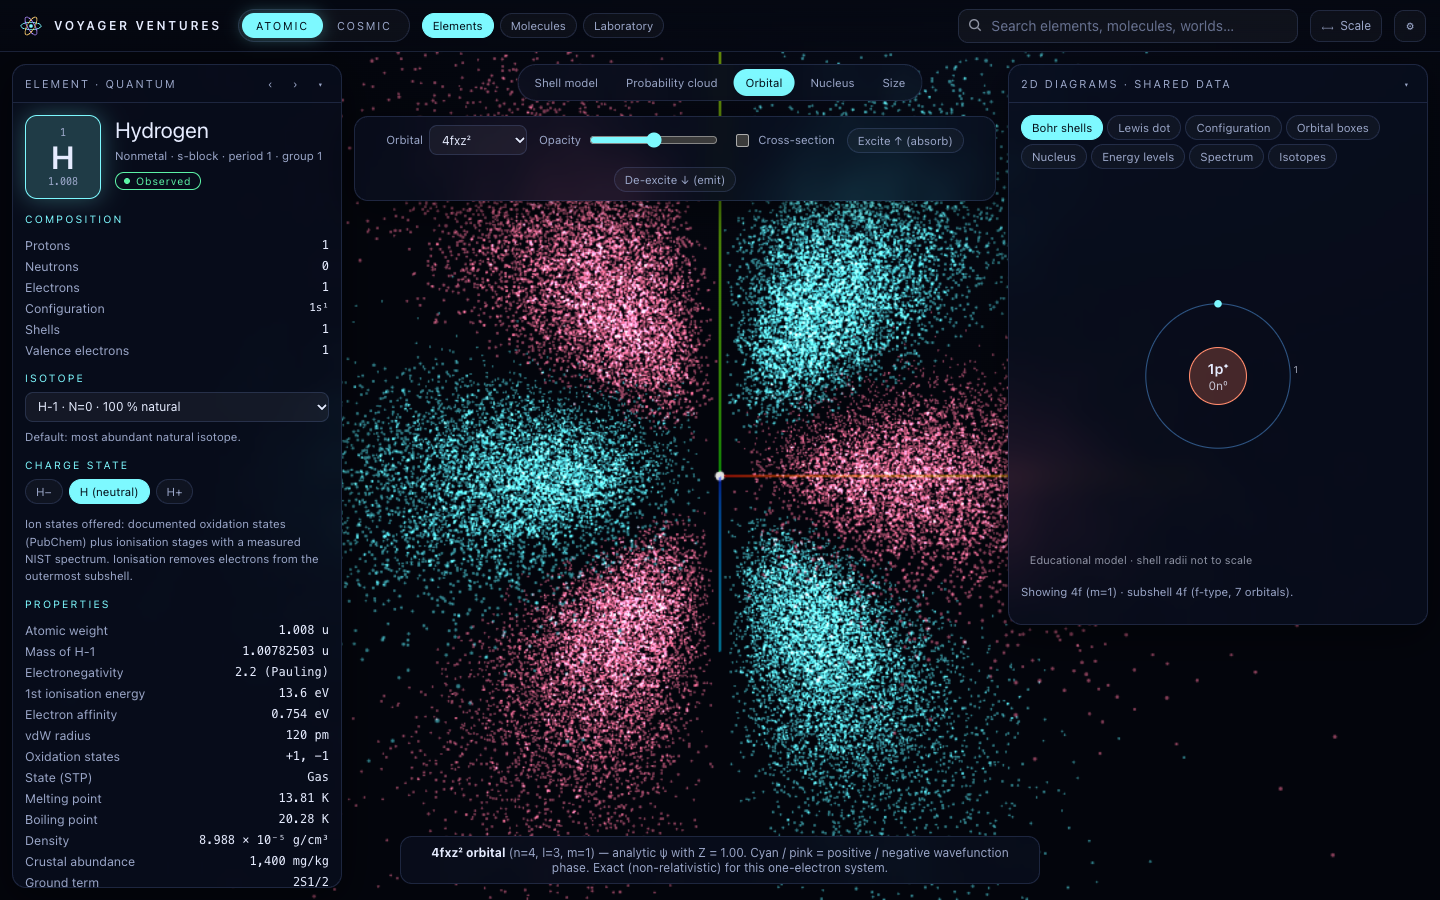 VOYAGER VENTURES
ATOMIC
COSMIC
Elements
Molecules
Laboratory
Search elements, molecules, worlds...
Scale
ELEMENT · QUANTUM
1
H
1.008
Hydrogen
Nonmetal · s-block · period 1 · group 1
Observed
COMPOSITION
Protons 1
Neutrons 0
Electrons 1
Configuration 1s¹
Shells 1
Valence electrons 1
ISOTOPE
H-1 · N=0 · 100 % natural
Default: most abundant natural isotope.
CHARGE STATE
H−
H (neutral)
H+
Ion states offered: documented oxidation states
(PubChem) plus ionisation stages with a measured
NIST spectrum. Ionisation removes electrons from the
outermost subshell.
PROPERTIES
Atomic weight 1.008 u
Mass of H-1 1.00782503 u
Electronegativity 2.2 (Pauling)
1st ionisation energy 13.6 eV
Electron affinity 0.754 eV
vdW radius 120 pm
Oxidation states +1, −1
State (STP) Gas
Melting point 13.81 K
Boiling point 20.28 K
Density 8.988 × 10⁻⁵ g/cm³
Crustal abundance 1,400 mg/kg
Ground term 2S1/2
Shell model
Probability cloud
Orbital
Nucleus
Size
Orbital
4fxz²
Opacity
Cross-section
Excite ↑ (absorb)
De-excite ↓ (emit)
4fxz² orbital (n=4, l=3, m=1) — analytic ψ with Z = 1.00. Cyan / pink = positive / negative wavefunction
phase. Exact (non-relativistic) for this one-electron system.
2D DIAGRAMS · SHARED DATA
Bohr shells
Lewis dot
Configuration
Orbital boxes
Nucleus
Energy levels
Spectrum
Isotopes
1p⁺
0n⁰
1
Educational model · shell radii not to scale
Showing 4f (m=1) · subshell 4f (f-type, 7 orbitals).